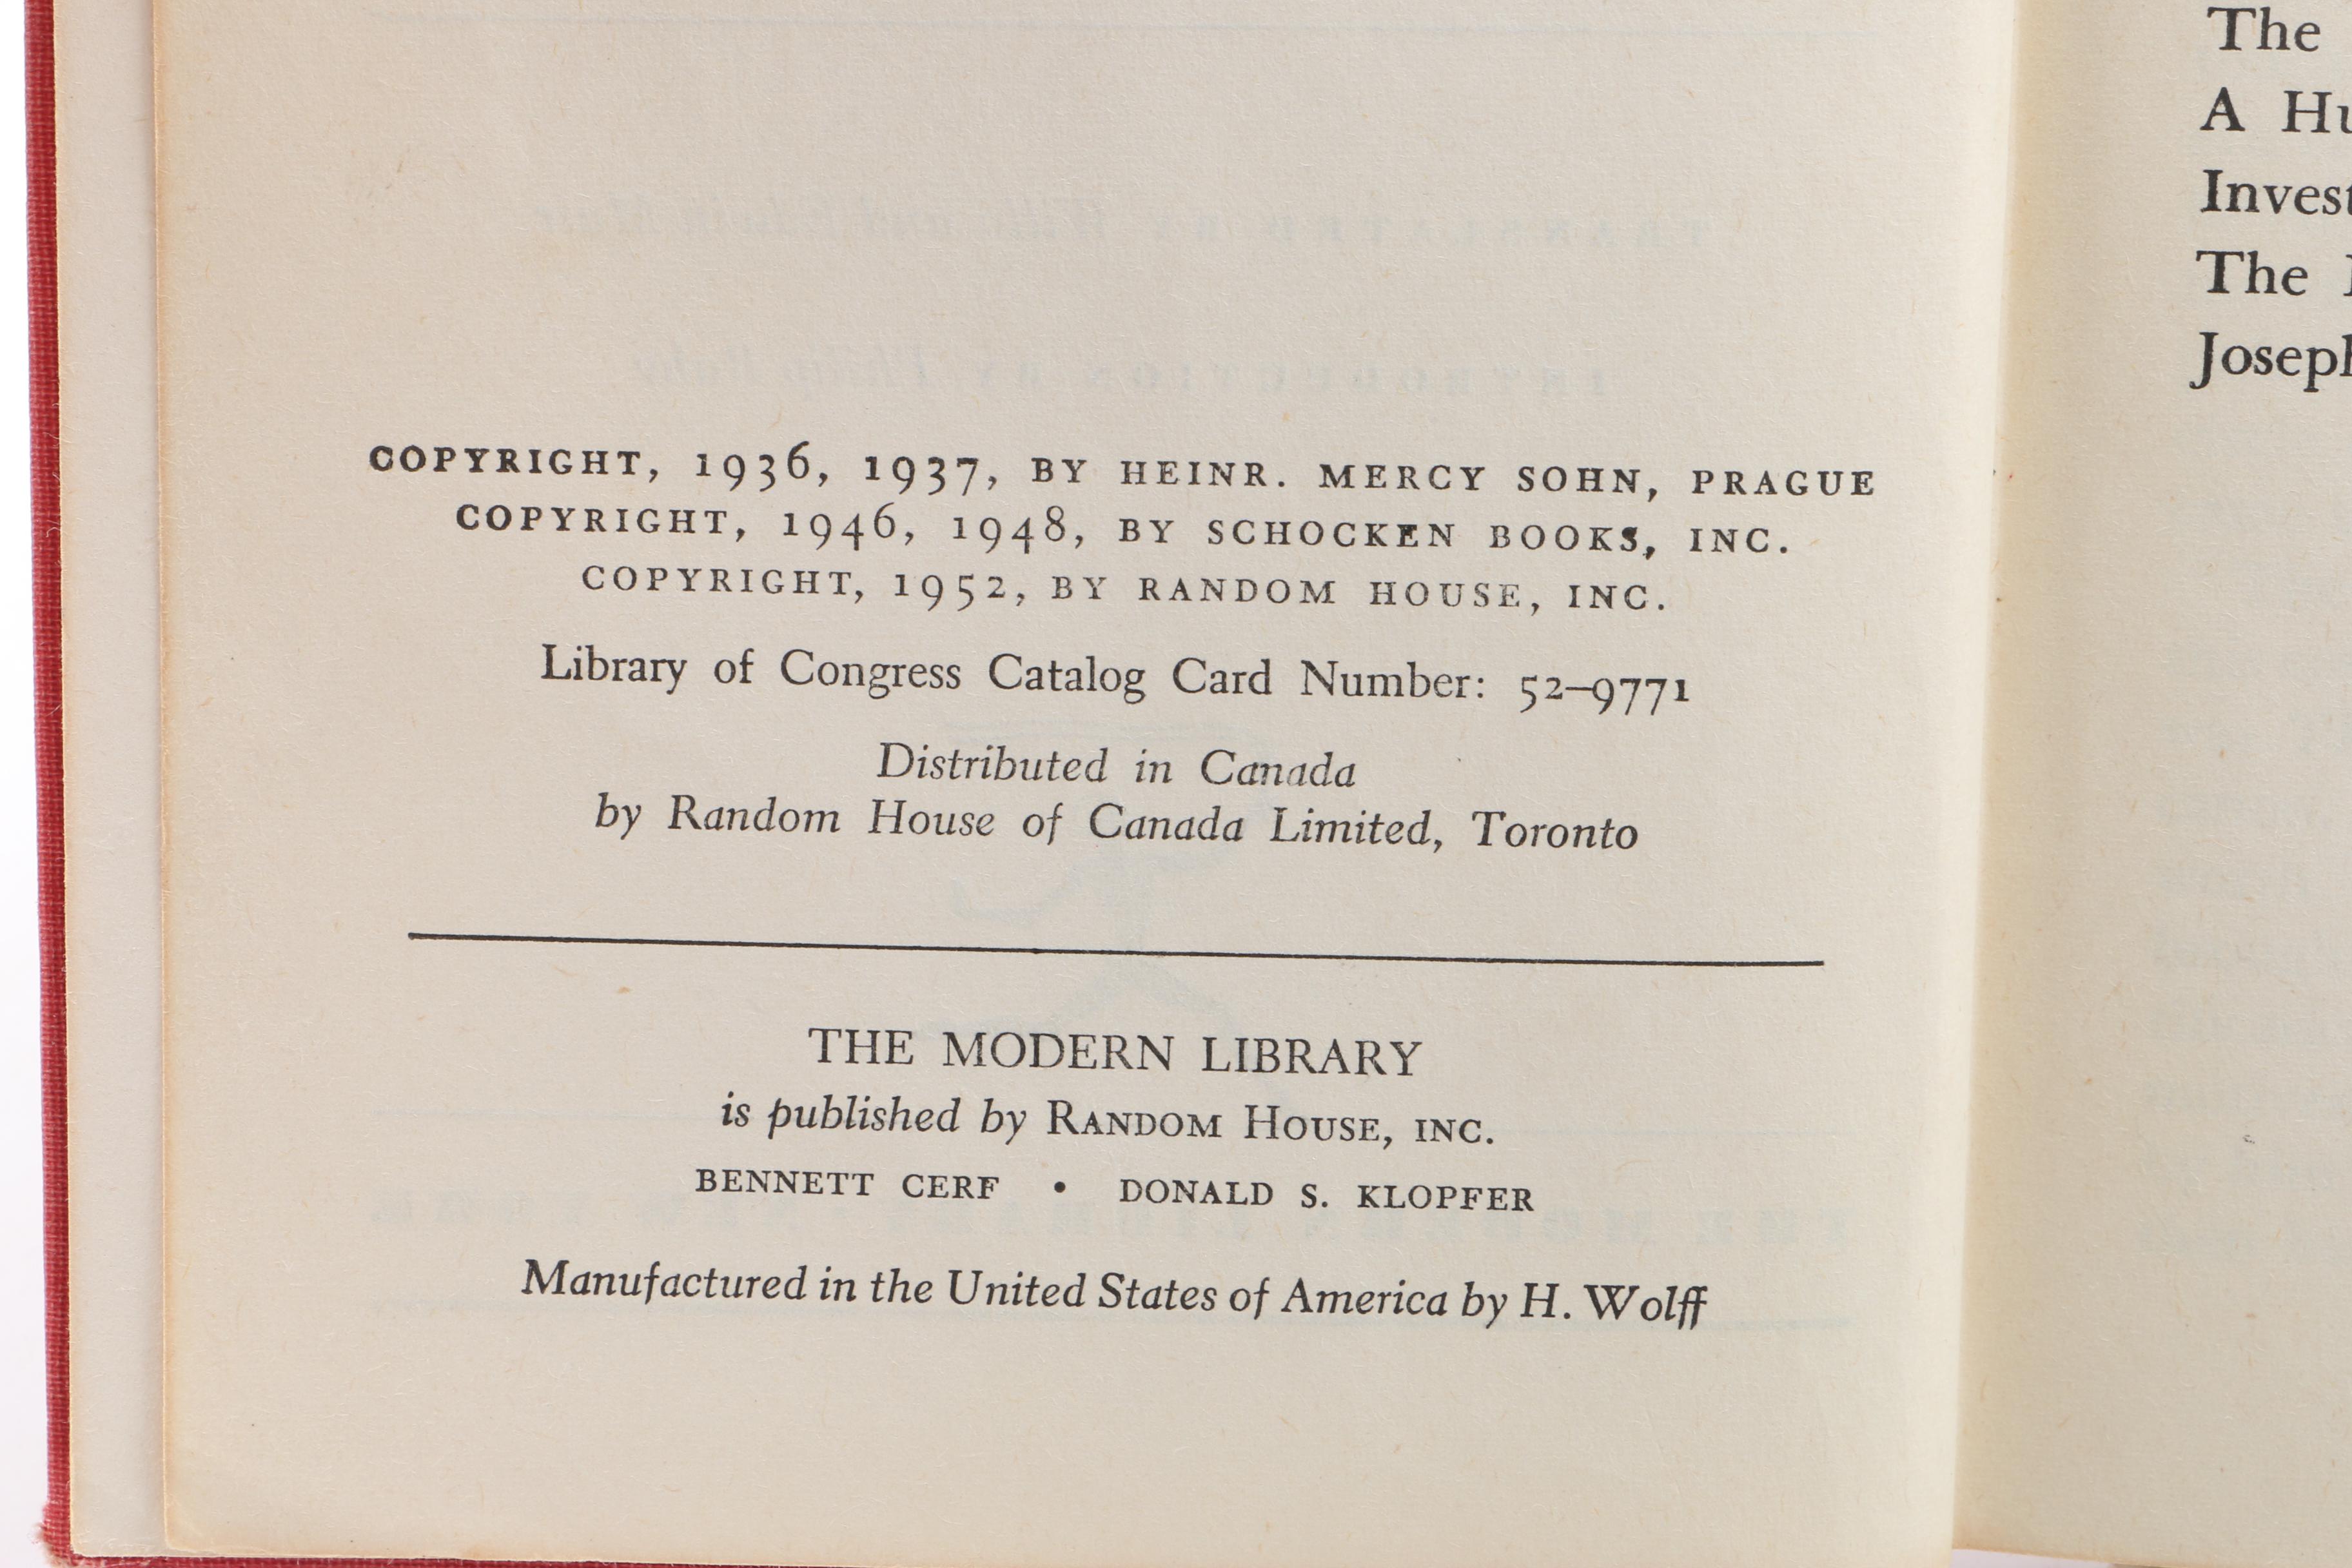 COPYRIGHT, 1936, 1937, BY HEINR. MERCY SOHN, PRAGUE
COPYRIGHT, 1946, 1948, BY SCHOCKEN BOOKS, INC.
COPYRIGHT, 1952, BY RANDOM HOUSE, INC.
Library of Congress Catalog Card Number: 52–9771
Distributed in Canada
by Random House of Canada Limited, Toronto
THE MODERN LIBRARY
is published by RANDOM HOUSE, INC.
BENNETT CERF • DONALD S. KLOPFER
Manufactured in the United States of America by H. Wolff
The
A
The